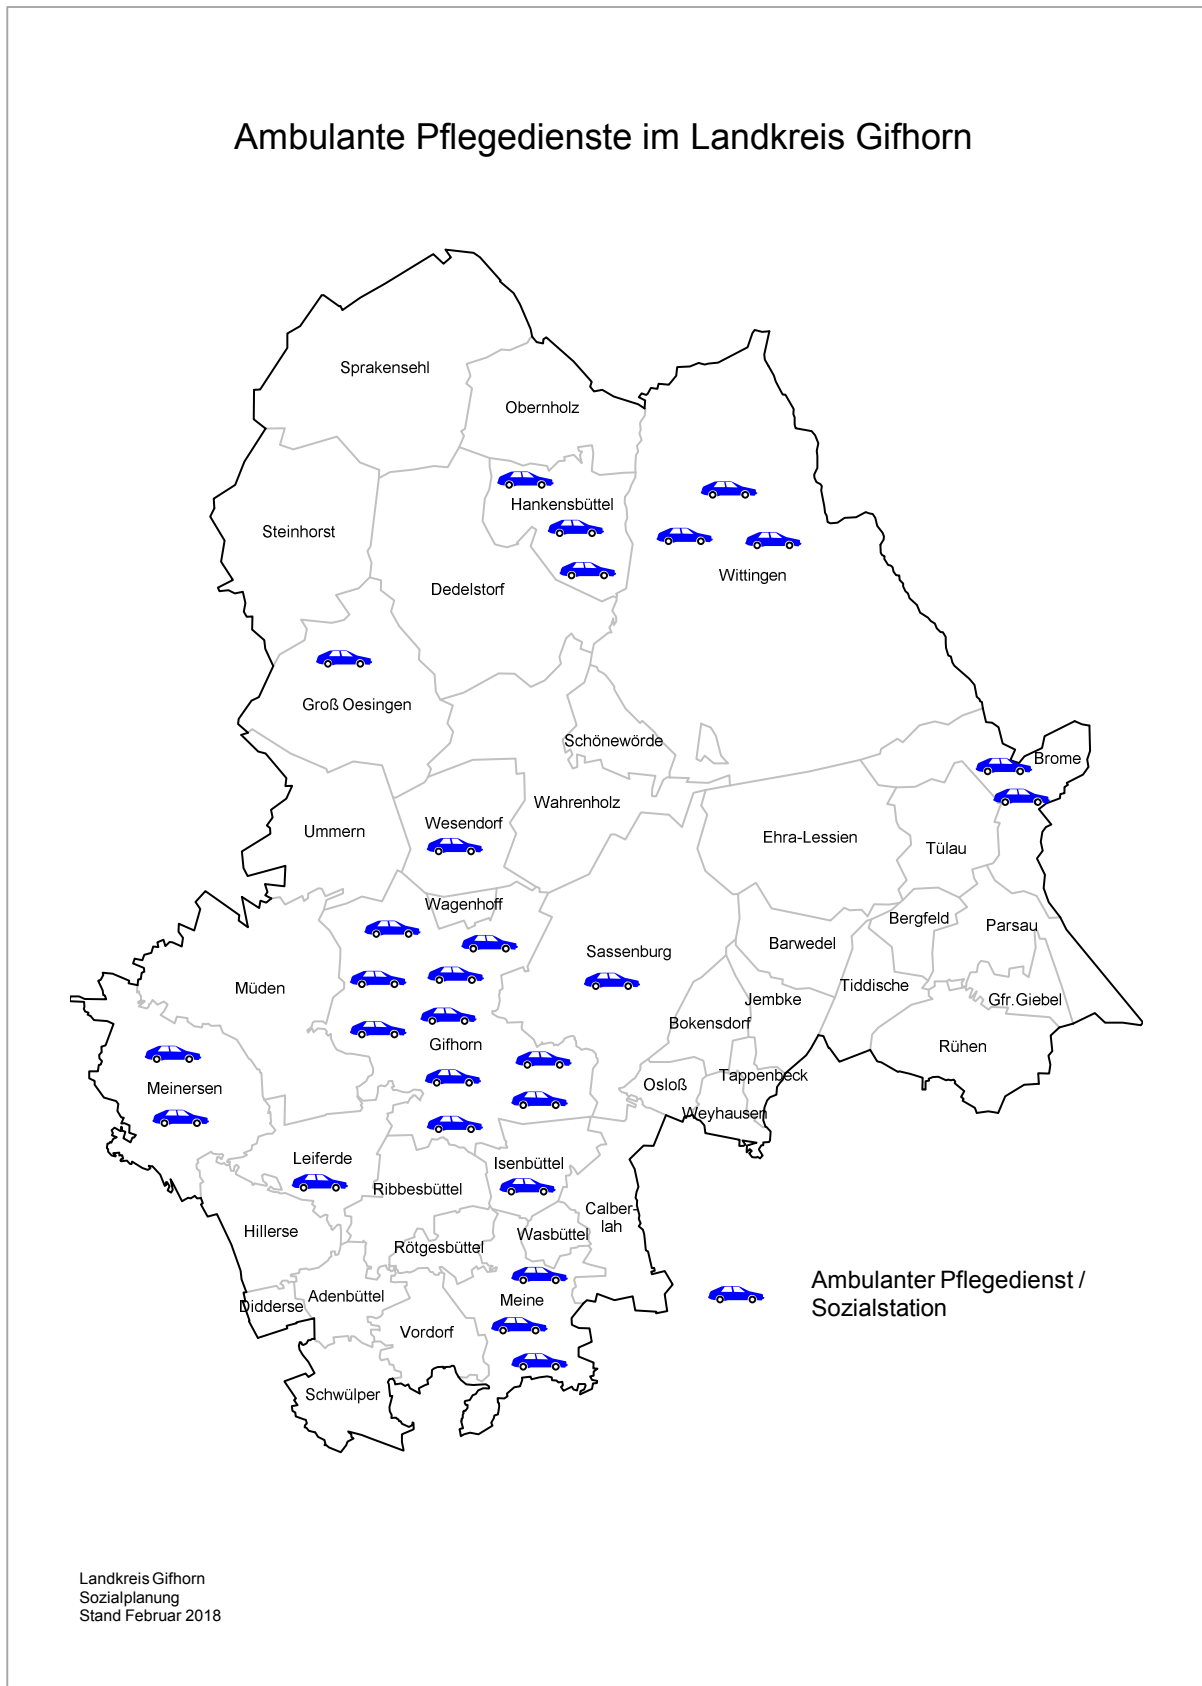 Ambulante Pflegedienste im Landkreis Gifhorn
Sprakensehl
Obernholz
Hankensbüttel
Steinhorst
Wittingen
Dedelstorf
Groß Oesingen
Schönewörde
Brome
Wahrenholz
Wesendorf
Ummern
Ehra-Lessien
Tülau
Wagenhoff
Bergfeld
Parsau
Barwedel
Sassenburg
Müden
Tiddische
Jembke
Gfr.Giebel
Bokensdorf
Gifhorn
Rühen
Tappenbeck
Osloß
Meinersen
Weyhausen
Leiferde
Isenbüttel
Ribbesbüttel
Calber-
lah
Hillerse
Wasbüttel
Rötgesbüttel
Adenbüttel
Meine
Didderse
Vordorf
Schwülper
Ambulanter Pflegedienst /
Sozialstation
Landkreis Gifhorn
Sozialplanung
Stand Februar 2018